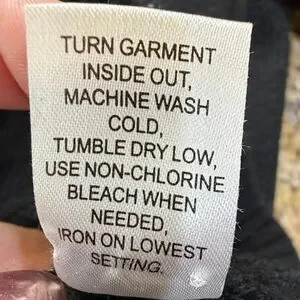 TURN GARMENT
INSIDE OUT,
MACHINE WASH
COLD,
TUMBLE DRY LOW,
USE NON-CHLORINE
BLEACH WHEN
NEEDED,
IRON ON LOWEST
SETTING.